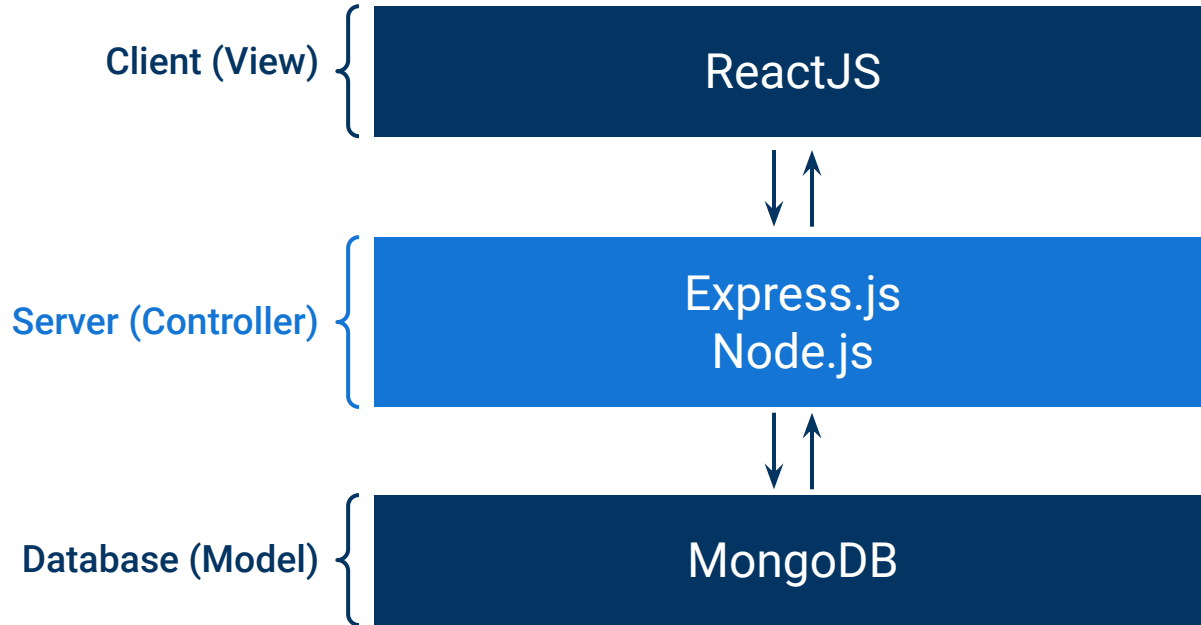 Client (View)
ReactJS
Server (Controller)
Express.js
Node.js
Database (Model)
MongoDB